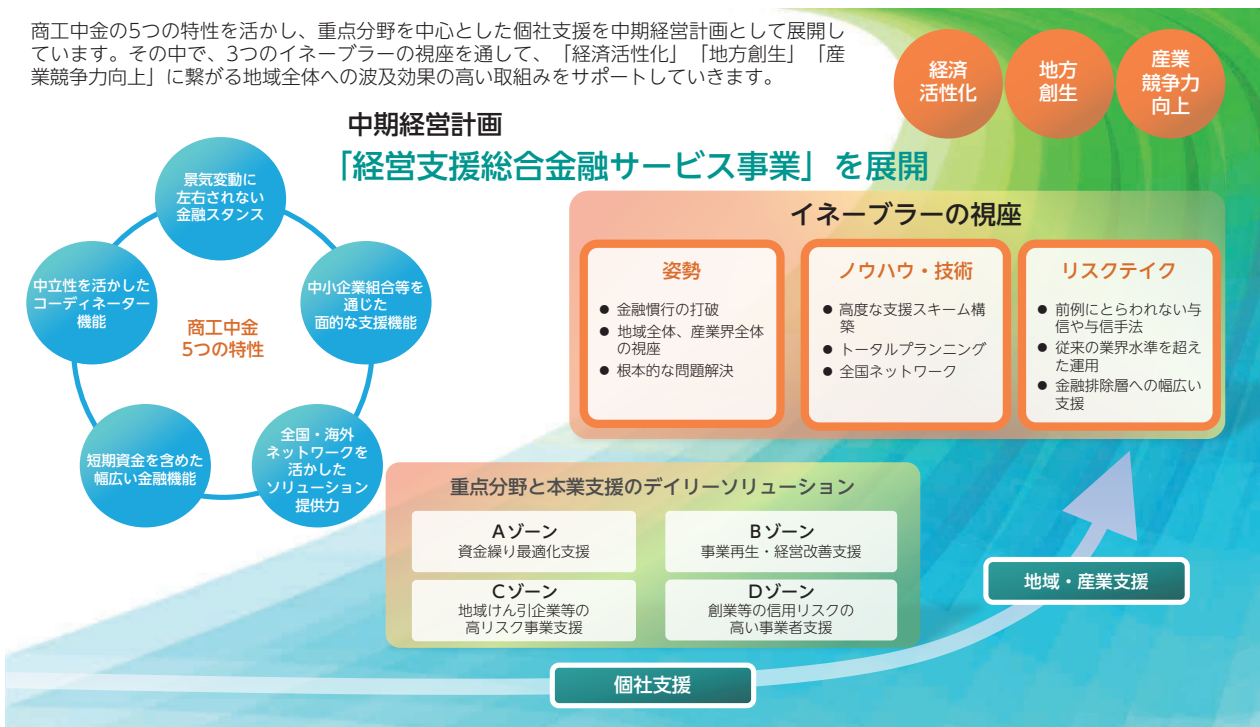 商工中金の5つの特性を活かし、重点分野を中心とした個社支援を中期経営計画として展開し
ています。その中で、3つのイネーブラーの視座を通して、「経済活性化」「地方創生」「産
業競争力向上」に繋がる地域全体への波及効果の高い取組みをサポートしていきます。
経済
活性化
地方
創生
産業
競争力
向上
中期経営計画
「経営支援総合金融サービス事業」を展開
景気変動に
左右されない
金融スタンス
中立性を活かした
コーディネーター
機能
中小企業組合等を
通じた
面的な支援機能
商工中金
5つの特性
短期資金を含めた
幅広い金融機能
全国・海外
ネットワークを
活かした
ソリューション
提供力
イネーブラーの視座
姿勢
● 金融慣行の打破
● 地域全体、産業界全体
の視座
● 根本的な問題解決
ノウハウ・技術
● 高度な支援スキーム構
築
● トータルプランニング
● 全国ネットワーク
リスクテイク
● 前例にとらわれない与
信や与信手法
● 従来の業界水準を超え
た運用
● 金融排除層への幅広い
支援
重点分野と本業支援のデイリーソリューション
Aゾーン
資金繰り最適化支援
Bゾーン
事業再生・経営改善支援
Cゾーン
地域けん引企業等の
高リスク事業支援
Dゾーン
創業等の信用リスクの
高い事業者支援
地域・産業支援
個社支援